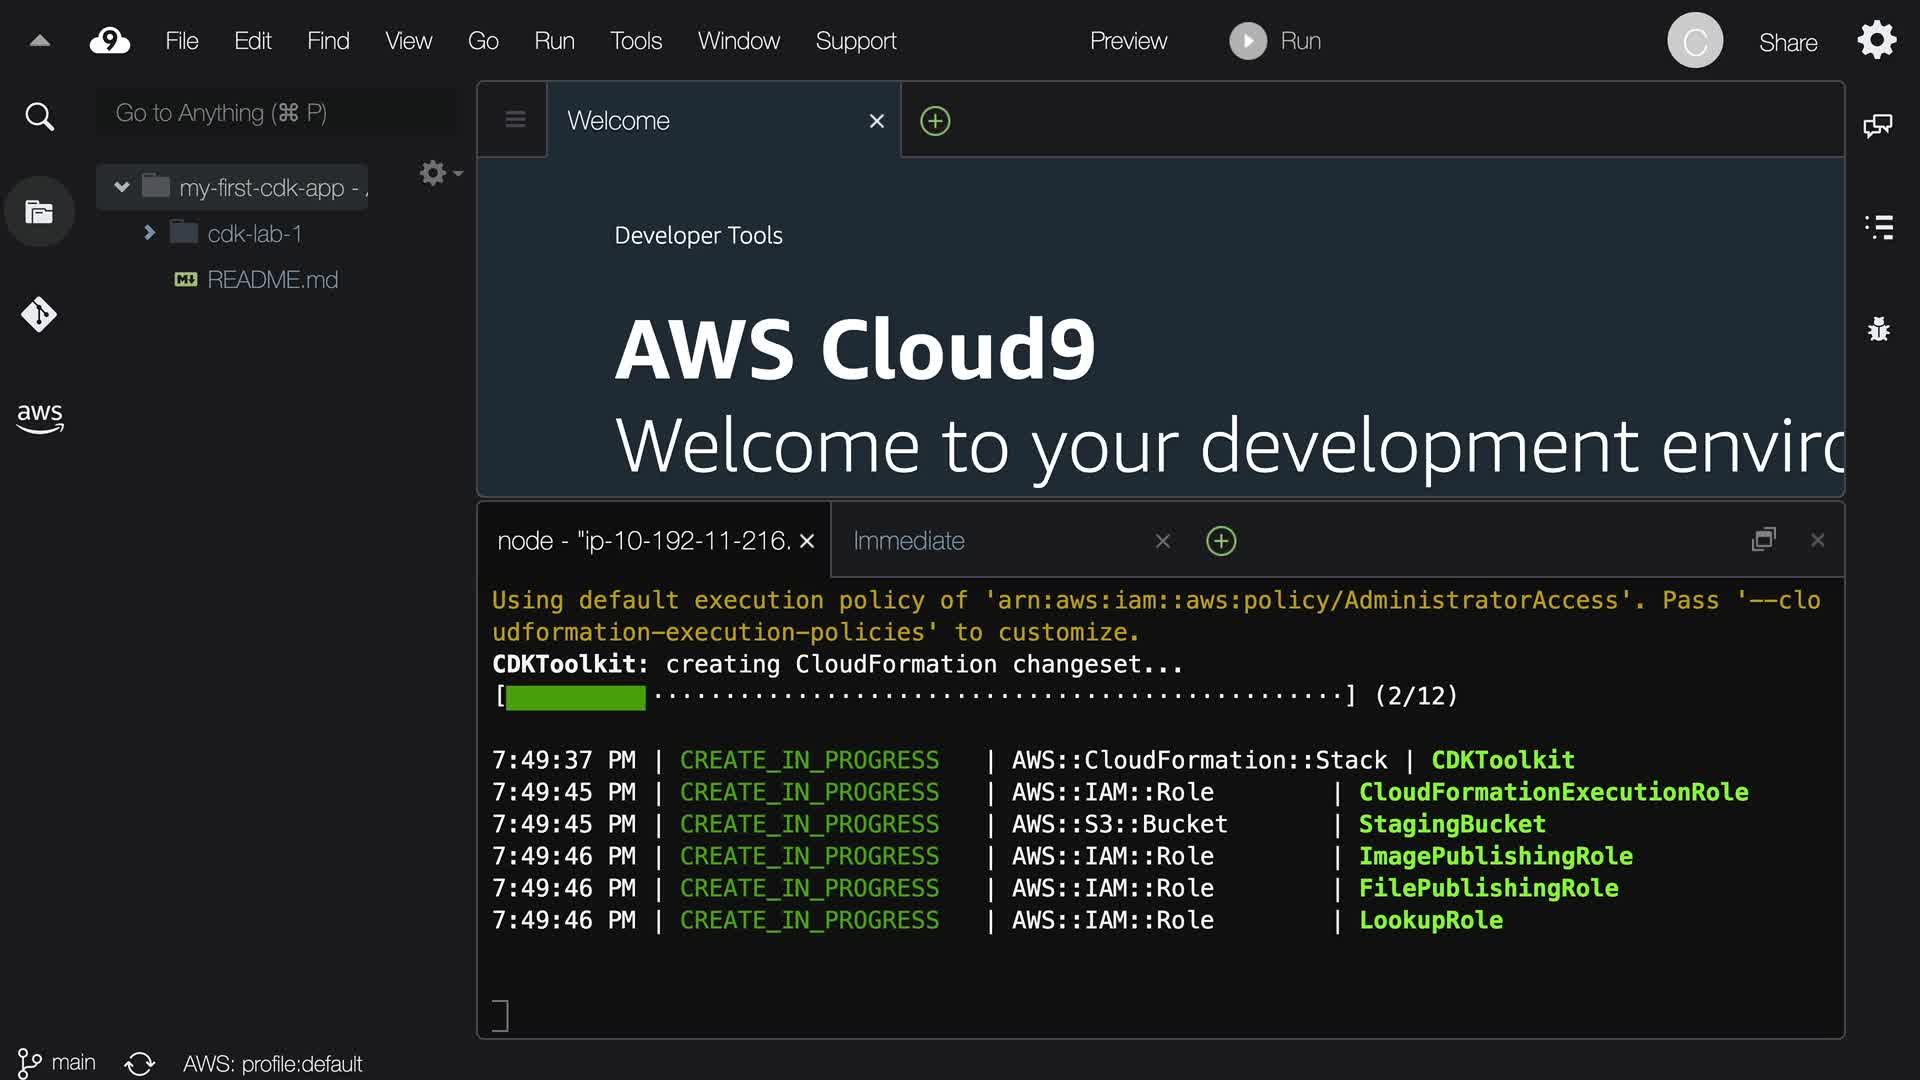 9 File Edit Find View Go Run Tools Window Support Preview Run C Share
Go to Anything (⌘ P)
my-first-cdk-app - 
cdk-lab-1
README.md
aws
Welcome
Developer Tools
AWS Cloud9
Welcome to your development enviro
node - "ip-10-192-11-216. Immediate
Using default execution policy of 'arn:aws:iam::aws:policy/AdministratorAccess'. Pass '--clo
udformation-execution-policies' to customize.
CDKToolkit: creating CloudFormation changeset...
[················································] (2/12)
7:49:37 PM | CREATE_IN_PROGRESS | AWS::CloudFormation::Stack | CDKToolkit
7:49:45 PM | CREATE_IN_PROGRESS | AWS::IAM::Role | CloudFormationExecutionRole
7:49:45 PM | CREATE_IN_PROGRESS | AWS::S3::Bucket | StagingBucket
7:49:46 PM | CREATE_IN_PROGRESS | AWS::IAM::Role | ImagePublishingRole
7:49:46 PM | CREATE_IN_PROGRESS | AWS::IAM::Role | FilePublishingRole
7:49:46 PM | CREATE_IN_PROGRESS | AWS::IAM::Role | LookupRole
main AWS: profile:default